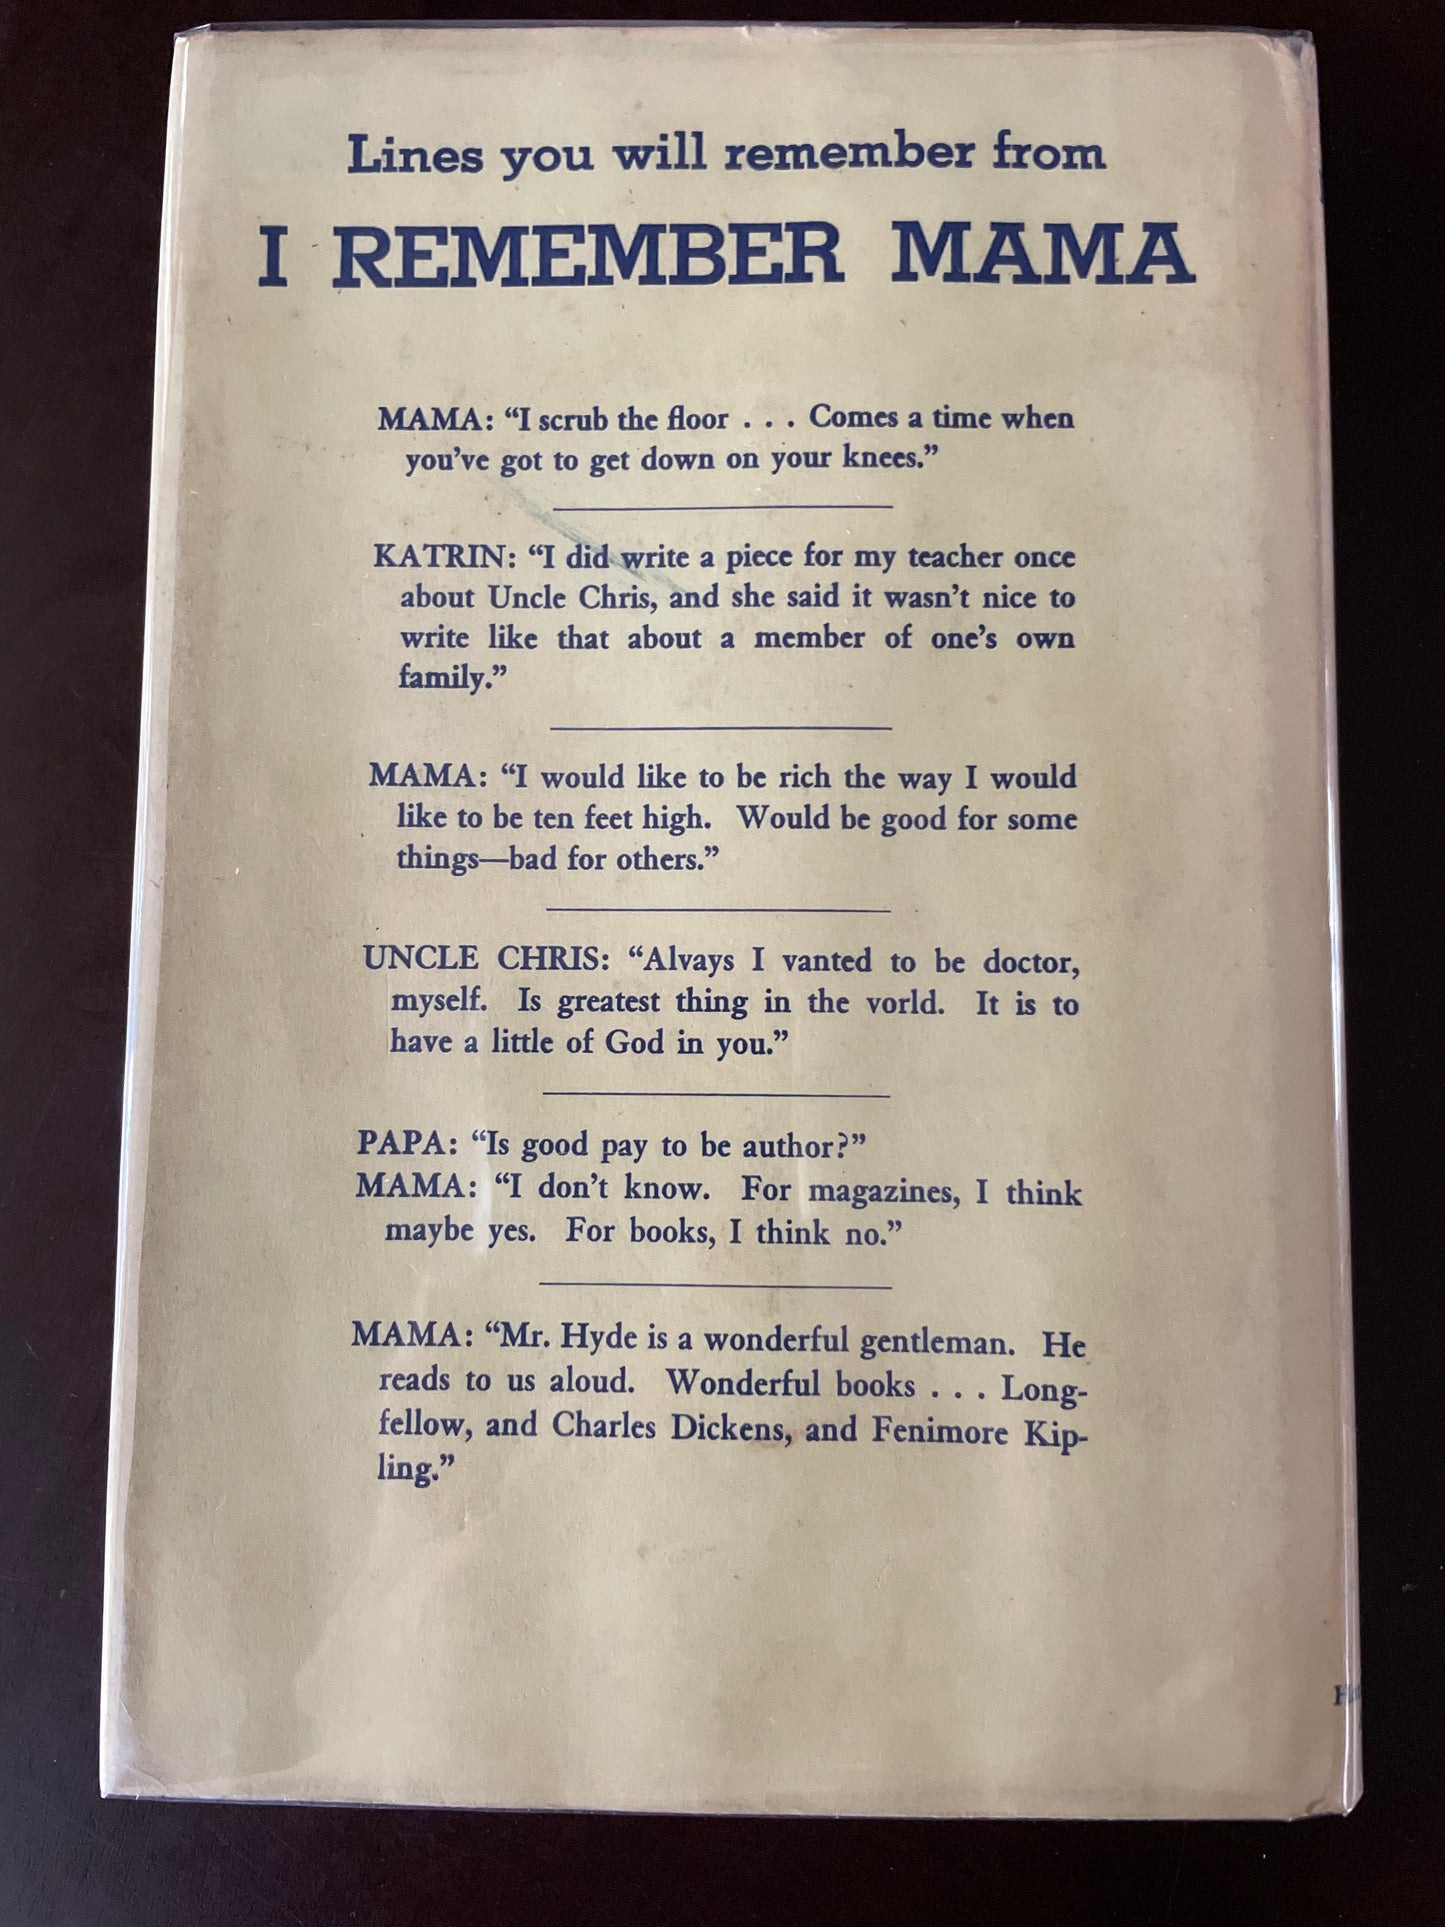 Lines you will remember from
I REMEMBER MAMA
MAMA: “I scrub the floor . . . Comes a time when
you’ve got to get down on your knees.”
KATRIN: “I did write a piece for my teacher once
about Uncle Chris, and she said it wasn’t nice to
write like that about a member of one’s own
family.”
MAMA: “I would like to be rich the way I would
like to be ten feet high. Would be good for some
things—bad for others.”
UNCLE CHRIS: “Alvays I vanted to be doctor,
myself. Is greatest thing in the vorld. It is to
have a little of God in you.”
PAPA: “Is good pay to be author?”
MAMA: “I don’t know. For magazines, I think
maybe yes. For books, I think no.”
MAMA: “Mr. Hyde is a wonderful gentleman. He
reads to us aloud. Wonderful books . . . Long-
fellow, and Charles Dickens, and Fenimore Kip-
ling.”